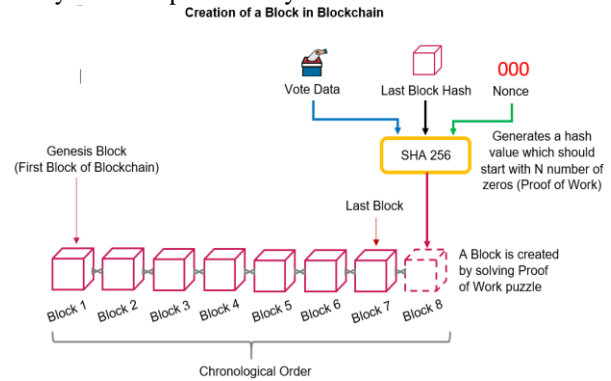 Creation of a Block in Blockchain
000
Vote Data
Last Block Hash
Nonce
SHA 256
Generates a hash
value which should
start with N number of
zeros (Proof of Work)
Genesis Block
(First Block of Blockchain)
Last Block
A Block is created
by solving Proof
of Work puzzle
Block 1
Block 2
Block 3
Block 4
Block 5
Block 6
Block 7
Block 8
Chronological Order